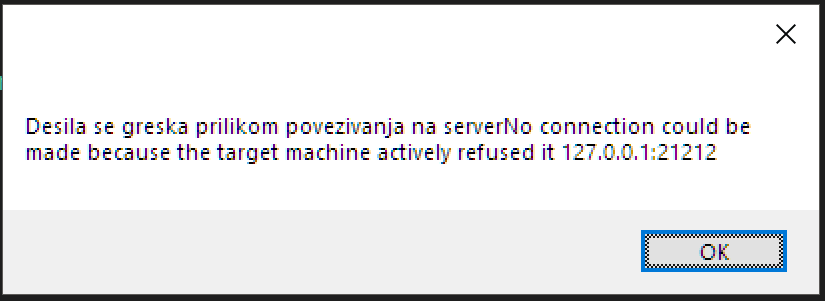 Desila se greska prilikom povezivanja na serverNo connection could be
made because the target machine actively refused it 127.0.0.1:21212
OK